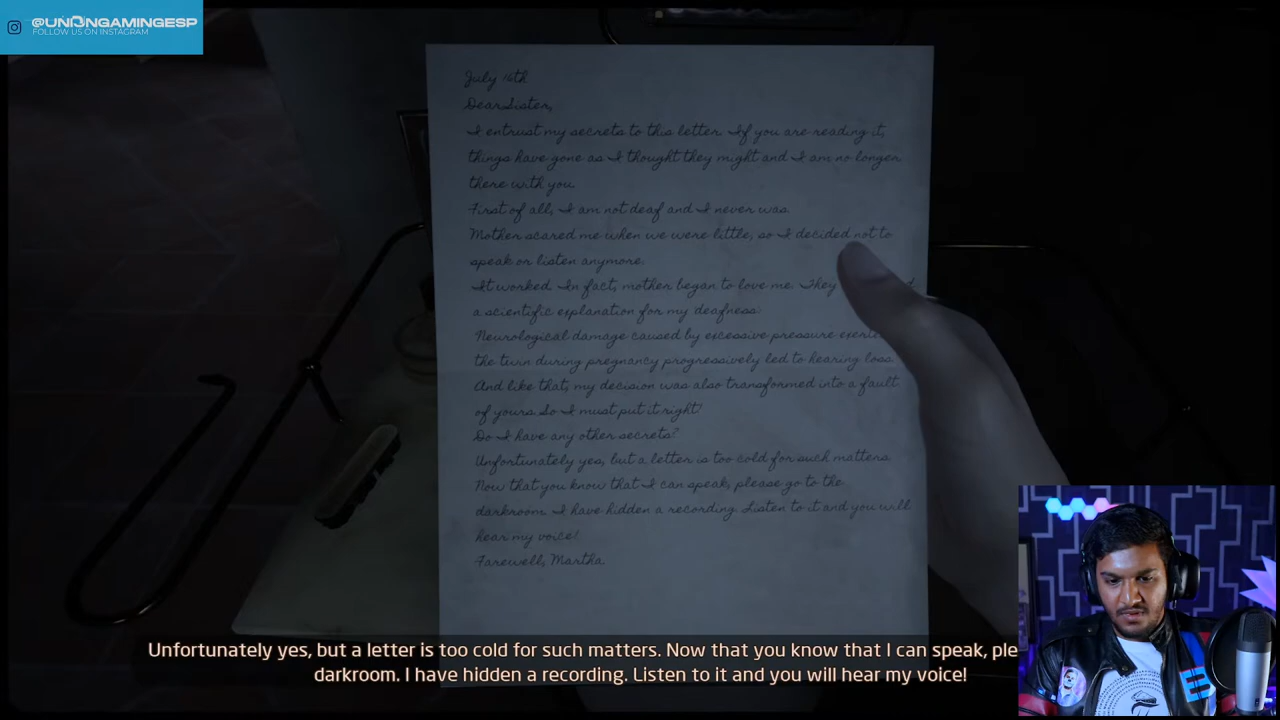 @UNIONGAMINGESP
FOLLOW US ON INSTAGRAM
July 16th
Dear Sister,
I entrust my secrets to this letter. If you are reading it,
things have gone as I thought they might and I am no longer
there with you.
First of all, I am not deaf and I never was.
Mother scared me when we were little, so I decided not to
speak or listen anymore.
It worked. In fact, mother began to love me. They
a scientific explanation for my deafness.
Neurological damage caused by excessive pressure
the turn during pregnancy progressively led to hearing loss
And like that, my decision was also transformed into a fault
of yours. So I must put it right!
Do I have any other secrets?
Unfortunately yes, but a letter is too cold for such matters.
Now that you know that I can speak, please go to the
darkroom. I have hidden a recording. Listen to it and you will
hear my voice!
Farewell, Martha
Unfortunately yes, but a letter is too cold for such matters. Now that you know that I can speak, ple
darkroom. I have hidden a recording. Listen to it and you will hear my voice!